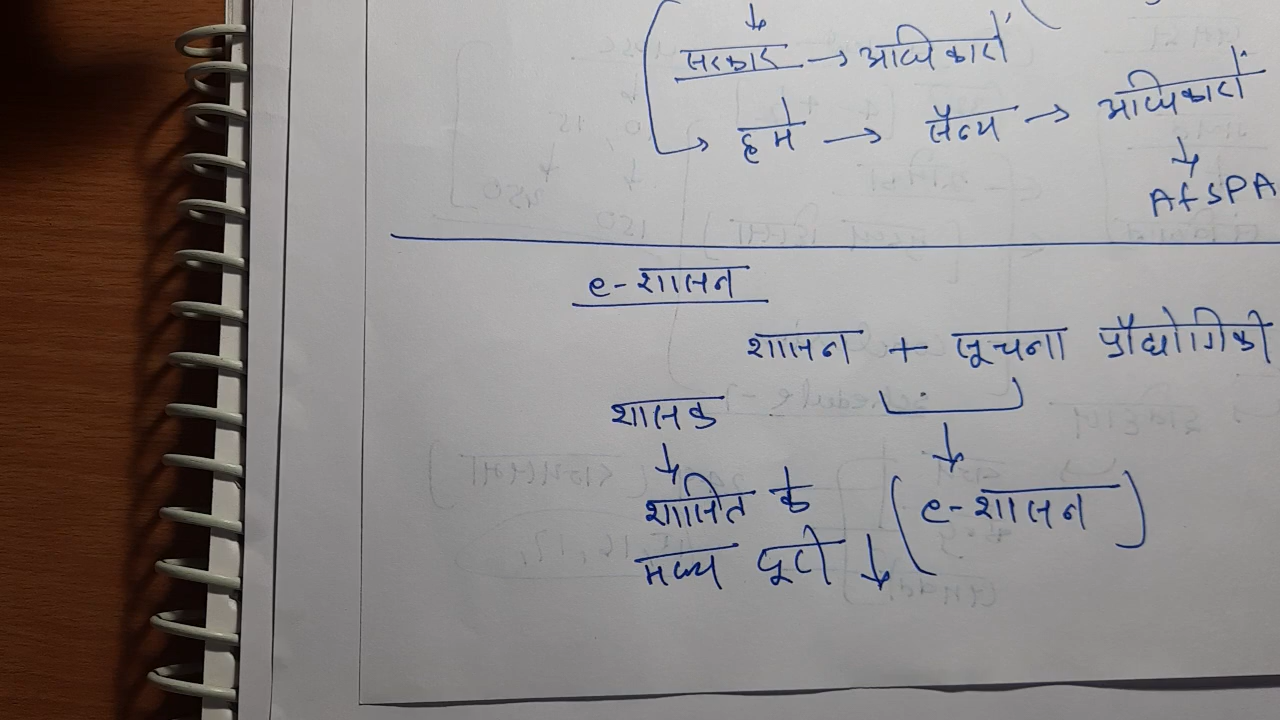 ↓
सरकार → अधिकारों
हमें → सैन्य → अधिकारों
↓
AFSPA
e-शासन
शासन + सूचना प्रौद्योगिकी
शासक ↓
↓
शासित के (e-शासन)
मध्य दूरी ↓